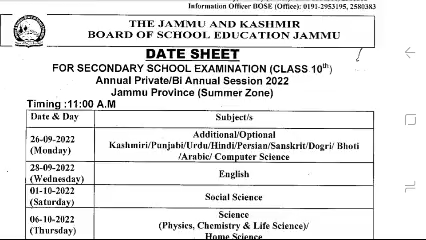 Information Officer BOSE (Office): 0191-2953195, 2580383
THE JAMMU AND KASHMIR
BOARD OF SCHOOL EDUCATION JAMMU
DATE SHEET
FOR SECONDARY SCHOOL EXAMINATION (CLASS 10th)
Annual Private/Bi Annual Session 2022
Jammu Province (Summer Zone)
Timing :11:00 A.M
Date & Day Subject/s
26-09-2022
(Monday)
Additional/Optional
Kashmiri/Punjabi/Urdu/Hindi/Persian/Sanskrit/Dogri/ Bhoti
/Arabic/ Computer Science
28-09-2022
(Wednesday)
English
01-10-2022
(Saturday)
Social Science
06-10-2022
(Thursday)
Science
(Physics, Chemistry & Life Science)/
Home Science